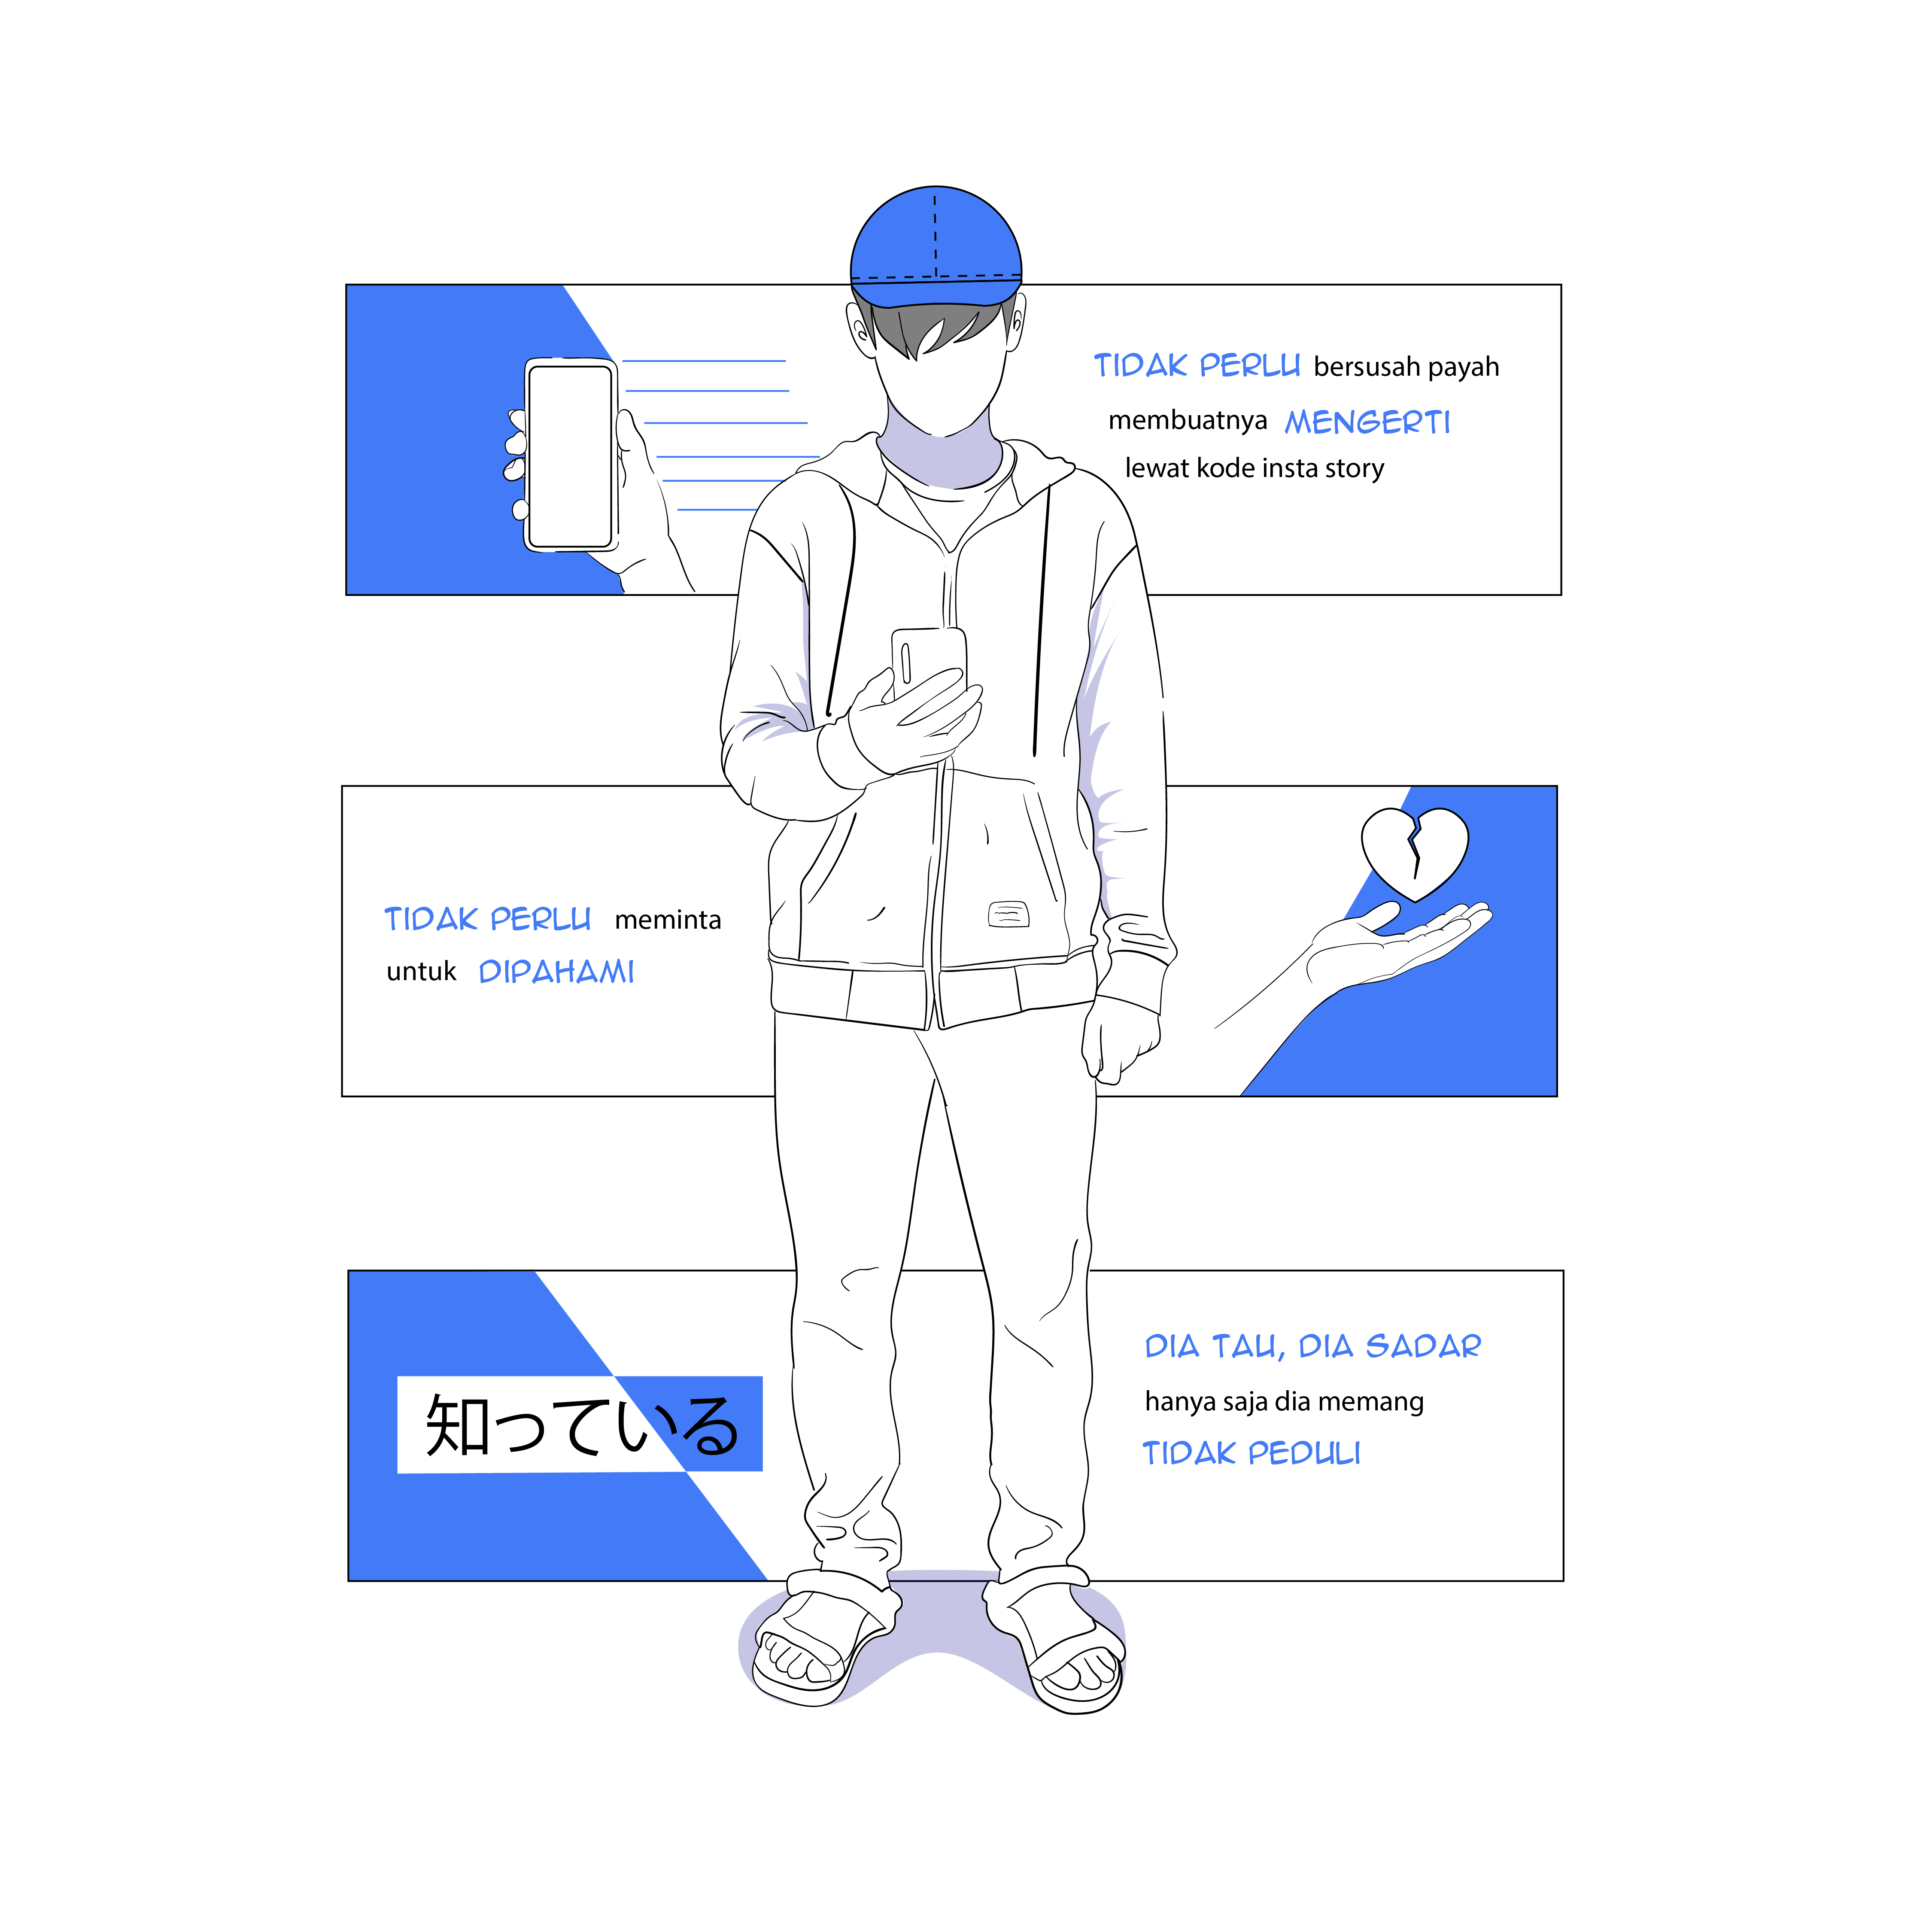 TIDAK PERLU bersusah payah
membuatnya MENGERTI
lewat kode insta story
TIDAK PERLU meminta
untuk DIPAHAMI
知っている
DIA TAU, DIA SADAR
hanya saja dia memang
TIDAK PEDULI